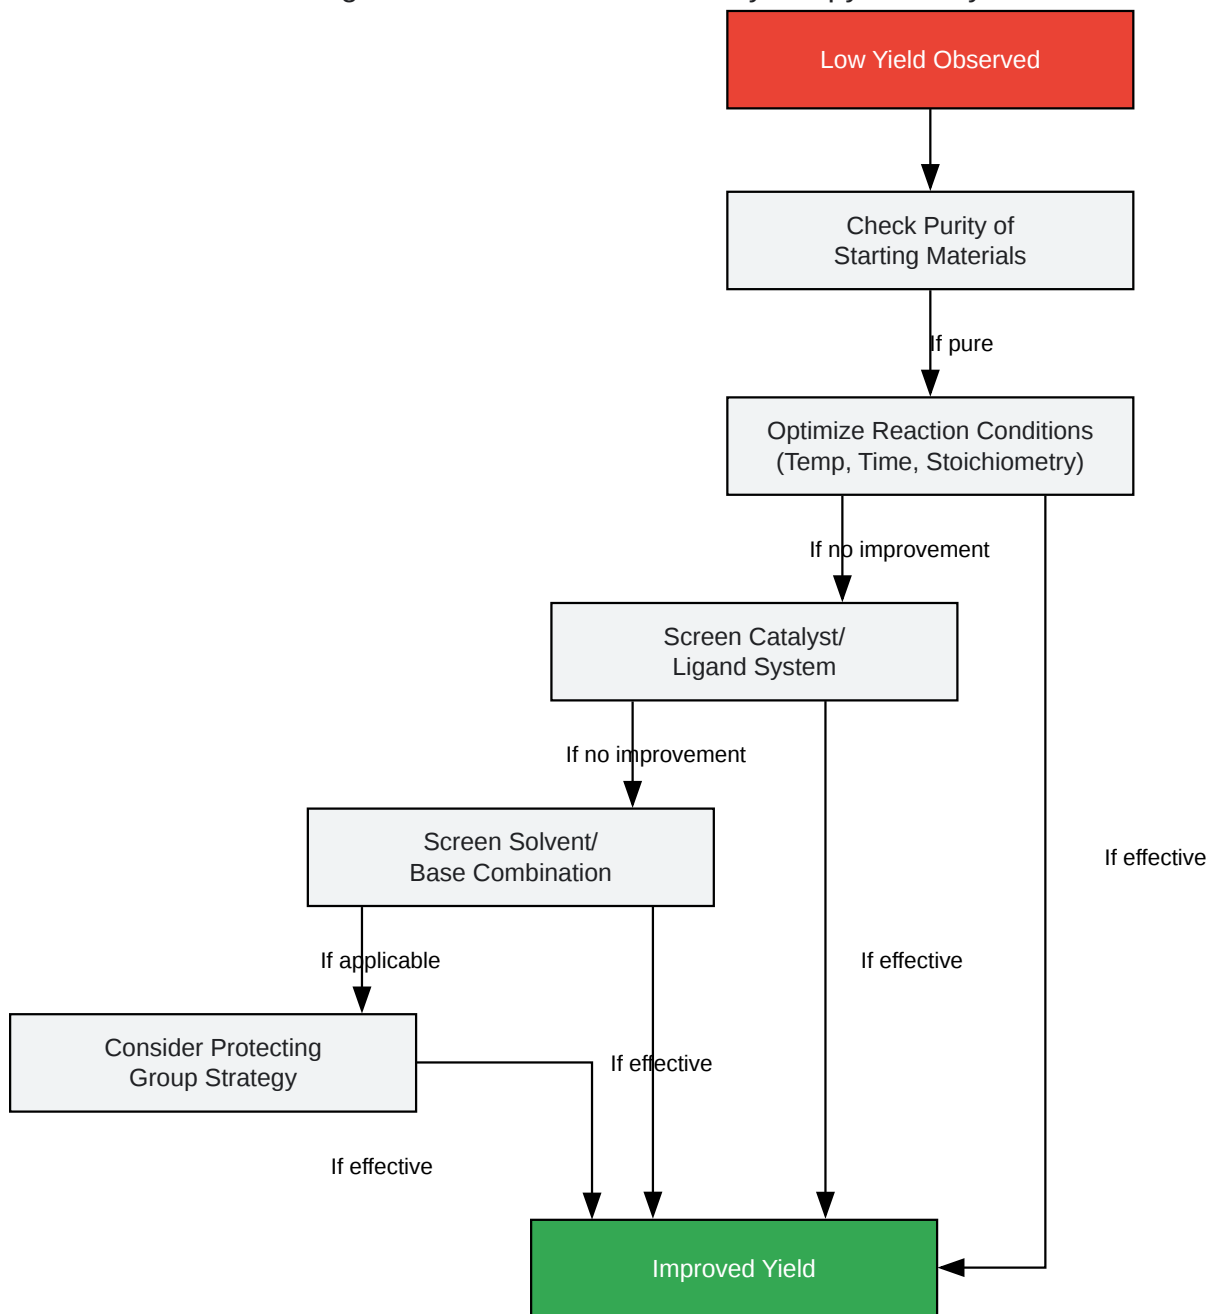 Low Yield Observed
Check Purity of
Starting Materials
If pure
Optimize Reaction Conditions
(Temp, Time, Stoichiometry)
If no improvement
Screen Catalyst/
Ligand System
If no improvement
Screen Solvent/
Base Combination
If effective
If applicable
If effective
Consider Protecting
Group Strategy
If effective
If effective
Improved Yield